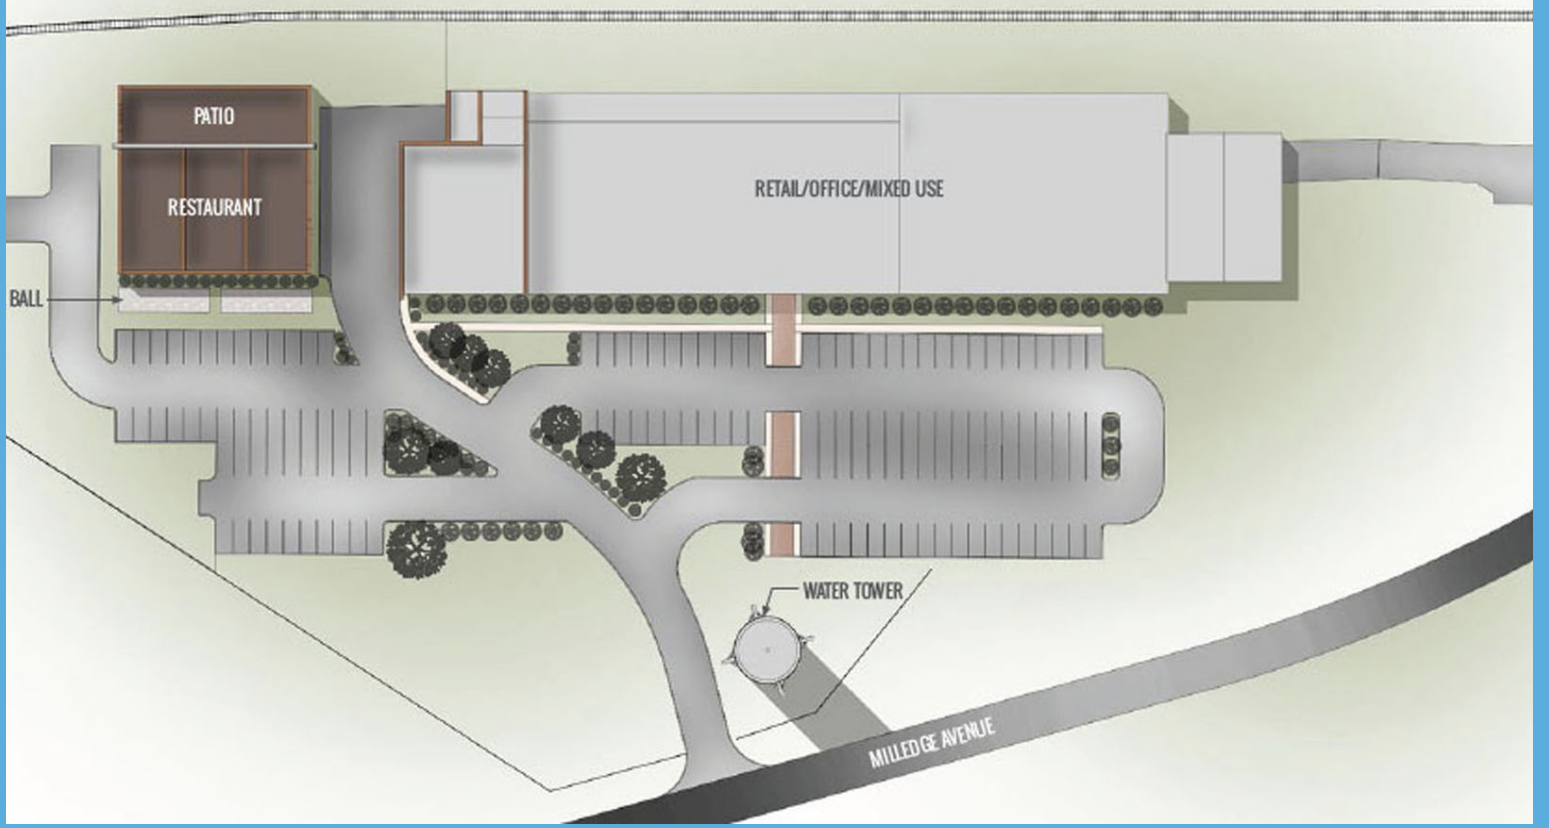 PATIO
RETAIL/OFFICE/MIXED USE
RESTAURANT
BALL
WATER TOWER
MILLEDGE AVENUE